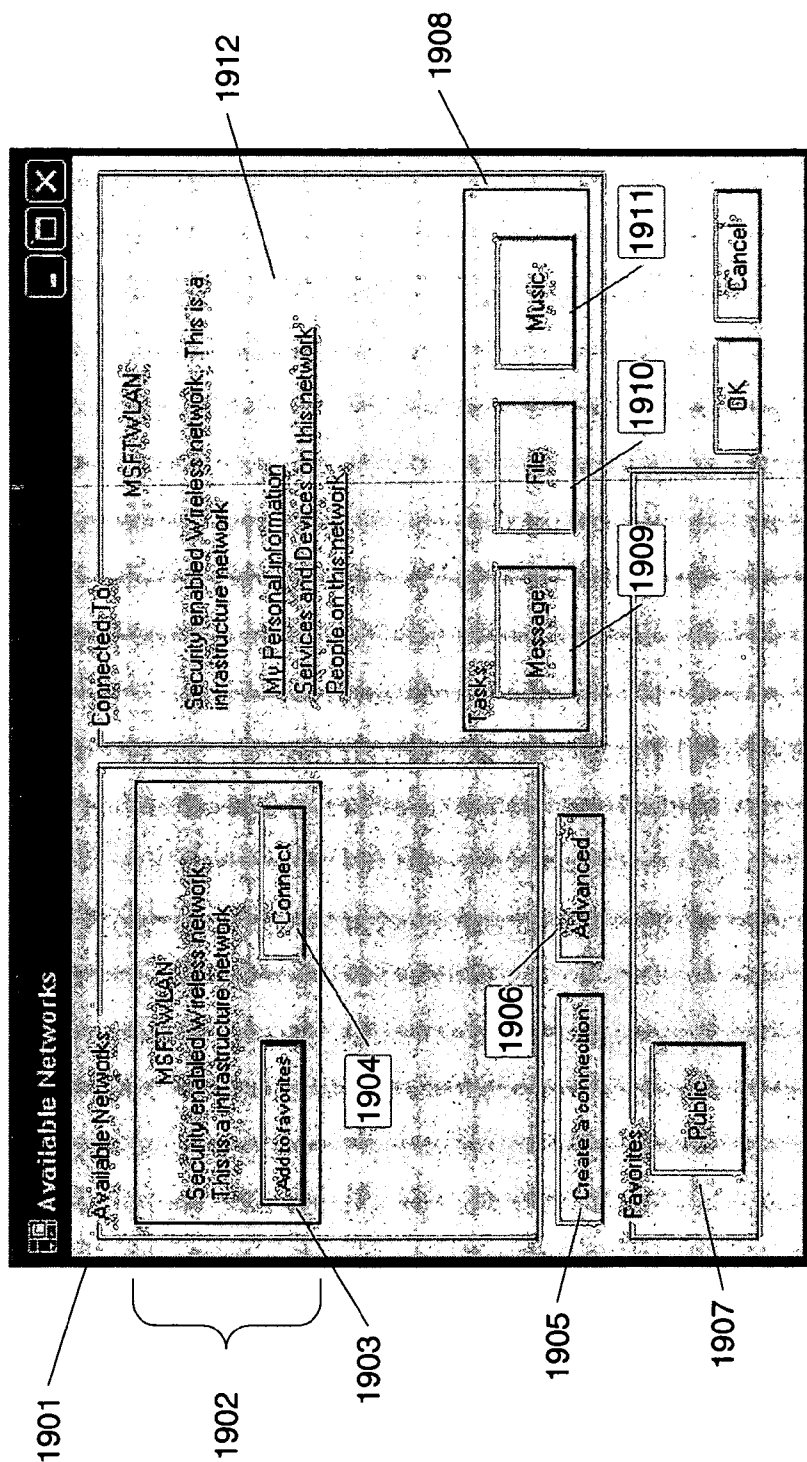 Available Networks
Available Networks
MSFTWLAN
Security enabled Wireless network.
This is a infrastructure network
Add to favorites
Connect
Create a connection
Advanced
Favorites
Public
Connected To
MSFTWLAN
Security enabled Wireless network. This is a
infrastructure network
My Personal information
Services and Devices on this network
People on this network
Tasks
Message
File
Music
OK
Cancel
1901
1902
1903
1904
1905
1906
1907
1908
1909
1910
1911
1912